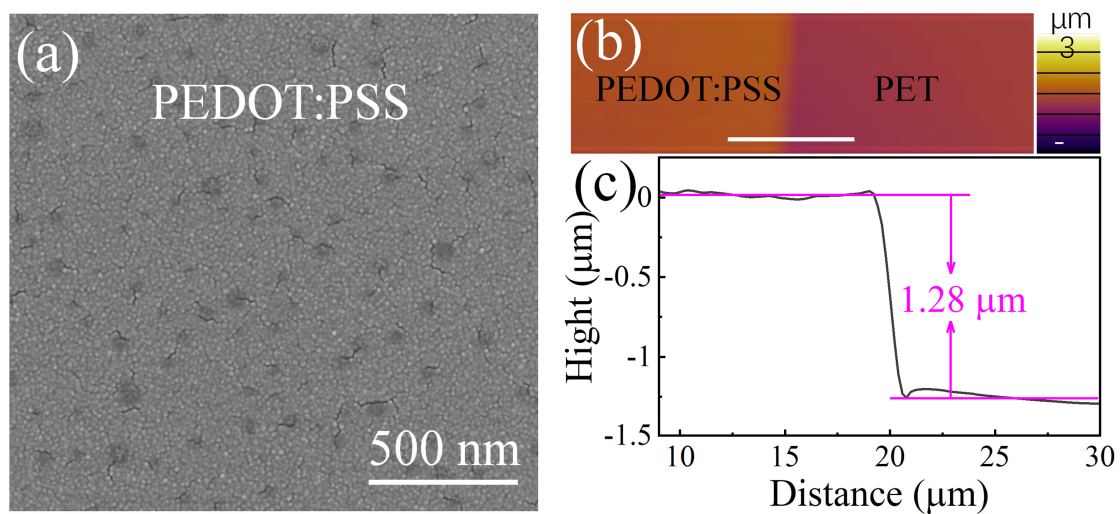 (a)
PEDOT:PSS
500 nm
(b)
PEDOT:PSS
PET
μm
3
-
(c)
Hight (μm)
0
-0.5
-1
-1.5
1.28 μm
10 15 20 25 30
Distance (μm)